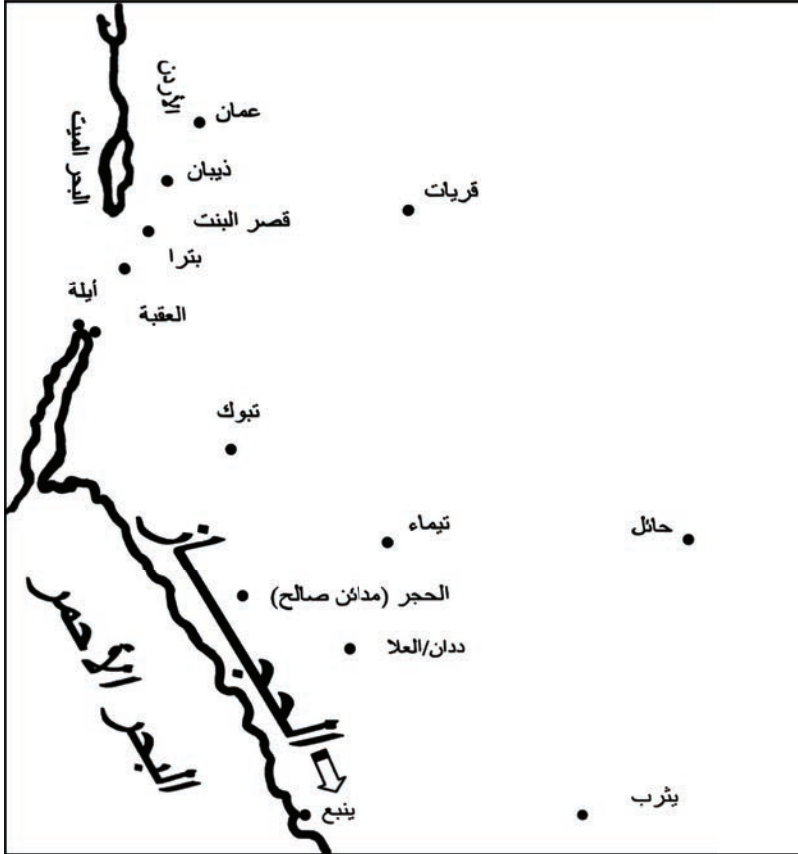 الأردن
عمان
البحر الميت
ذيبان
قريات
قصر البنت
بترا
أيلة
العقبة
تبوك
تيماء
حائل
الحجر (مدائن صالح)
ددان/العلا
الحجاز
البحر الأحمر
يثرب
ينبع